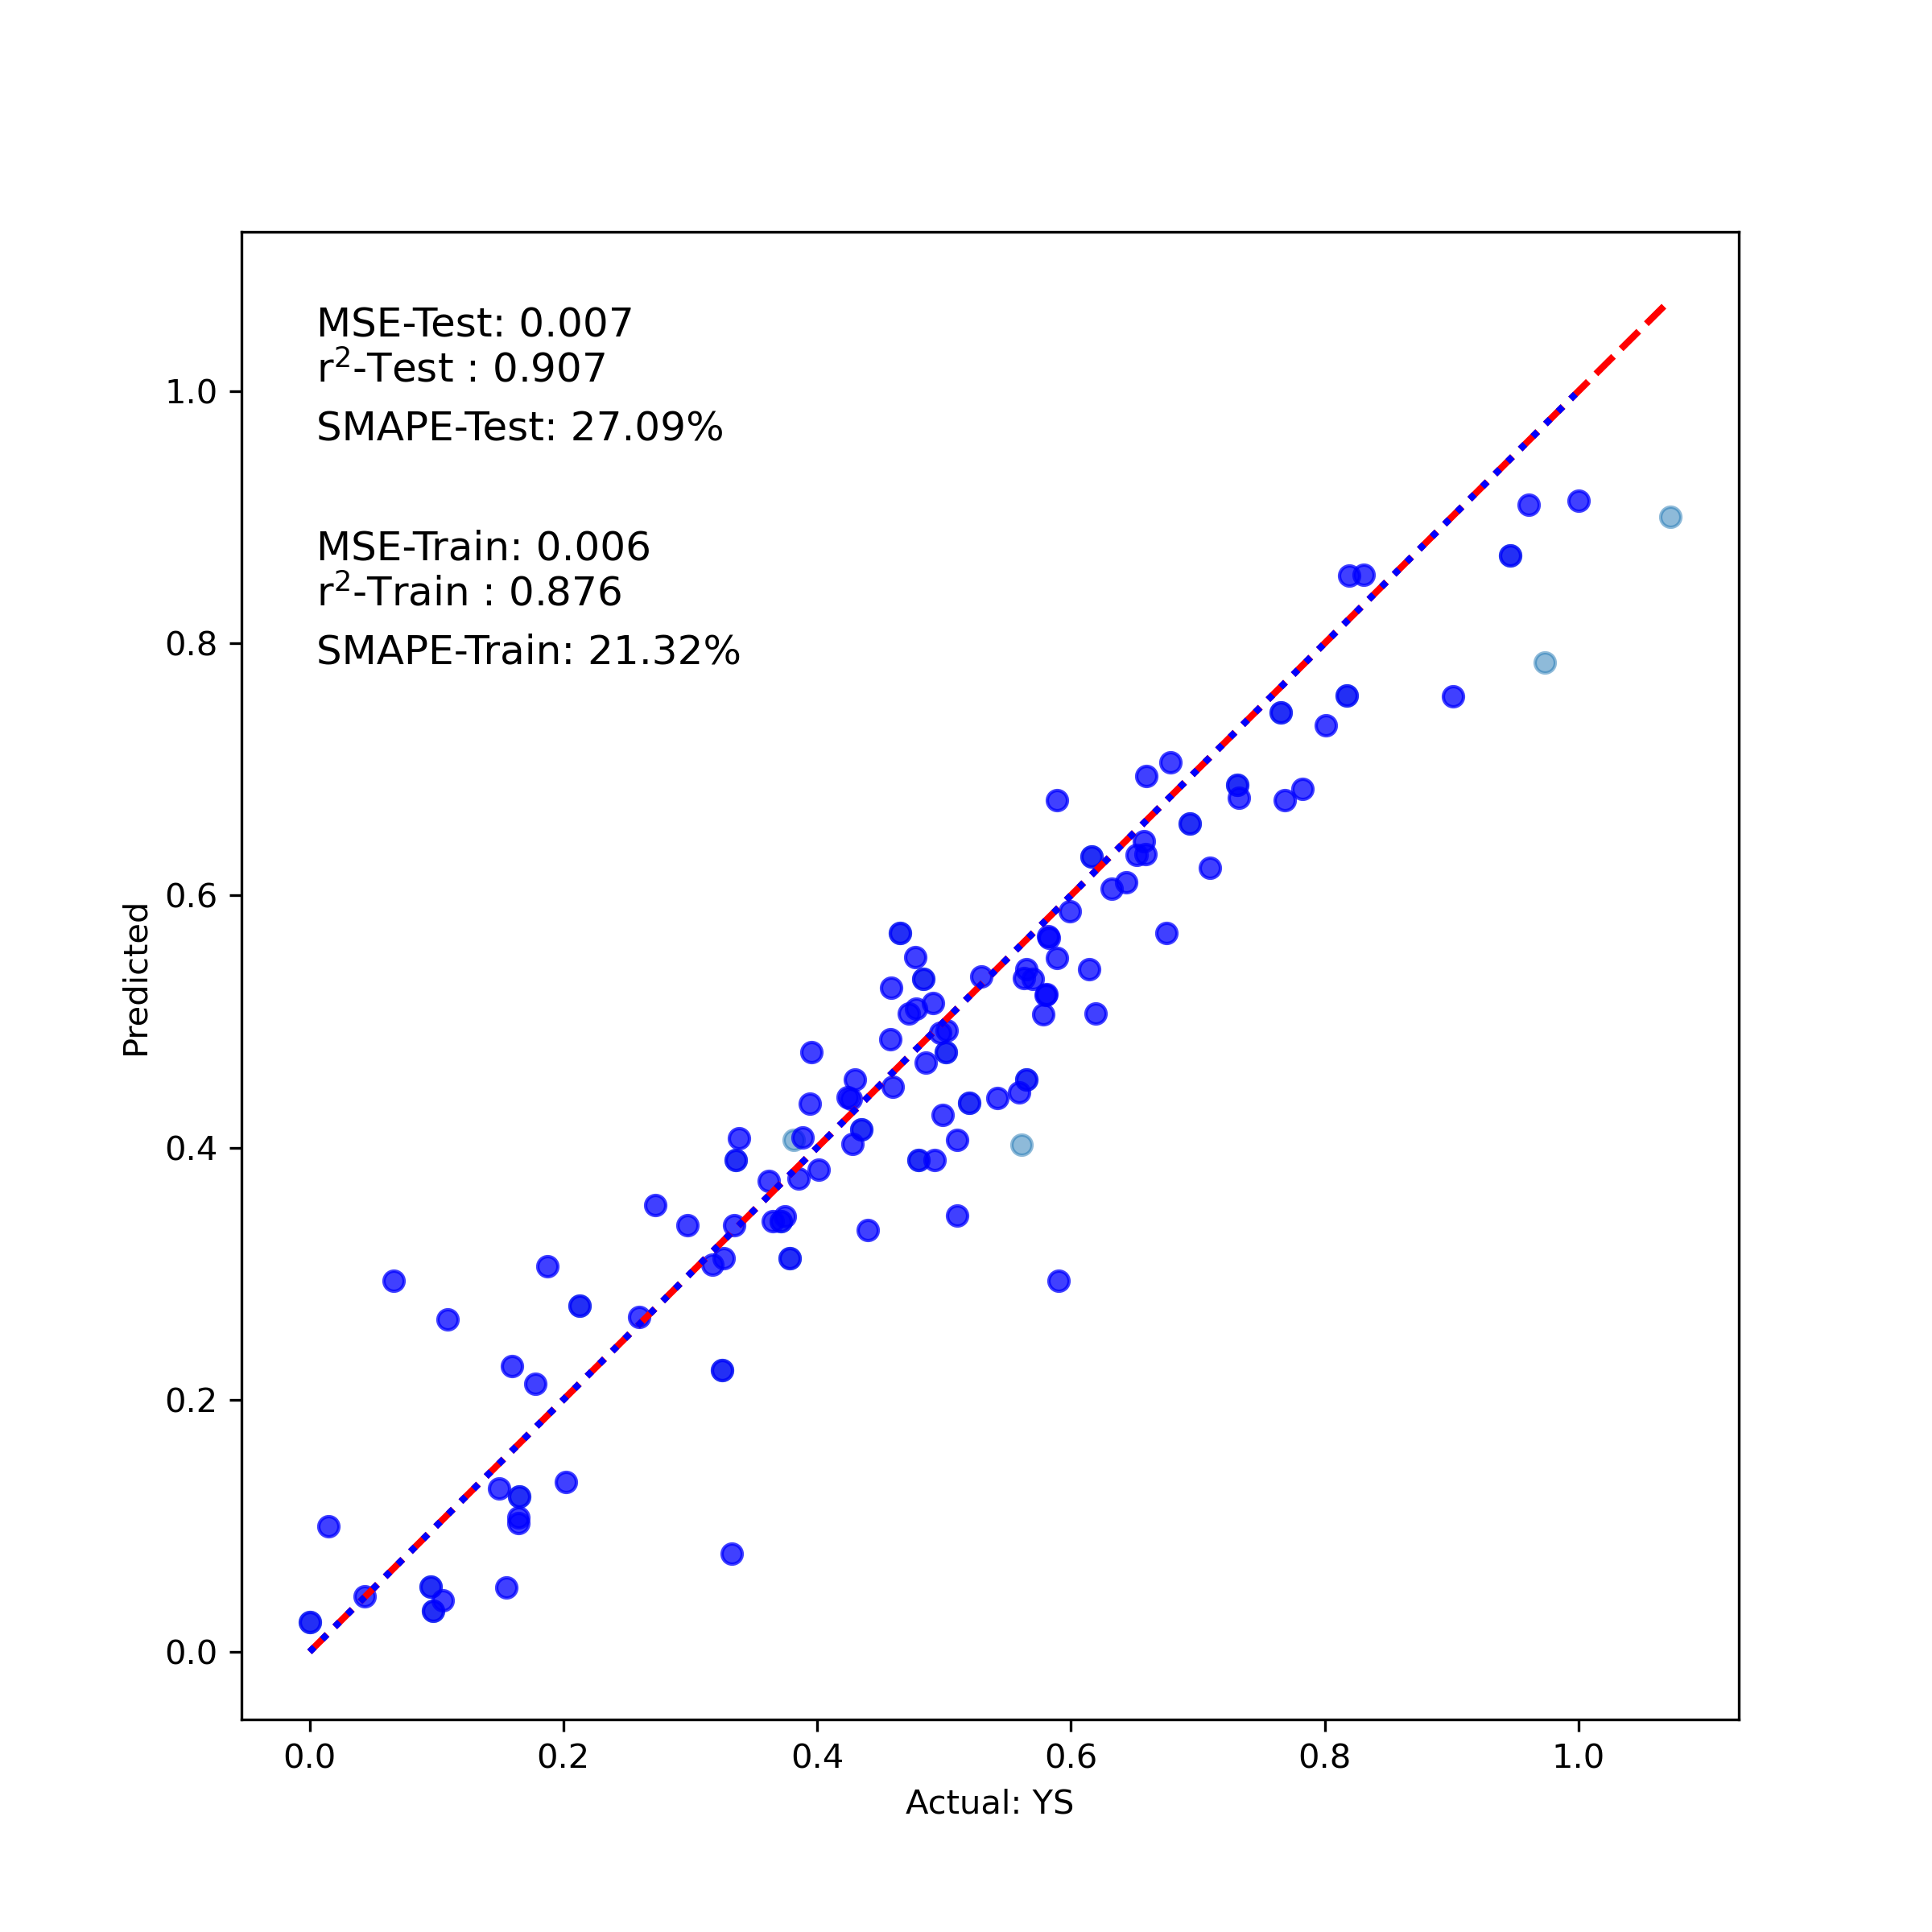 MSE-Test: 0.007
r²-Test : 0.907
SMAPE-Test: 27.09%
MSE-Train: 0.006
r²-Train : 0.876
SMAPE-Train: 21.32%
1.0
0.8
0.6
0.4
0.2
0.0
Predicted
0.0 0.2 0.4 0.6 0.8 1.0
Actual: YS